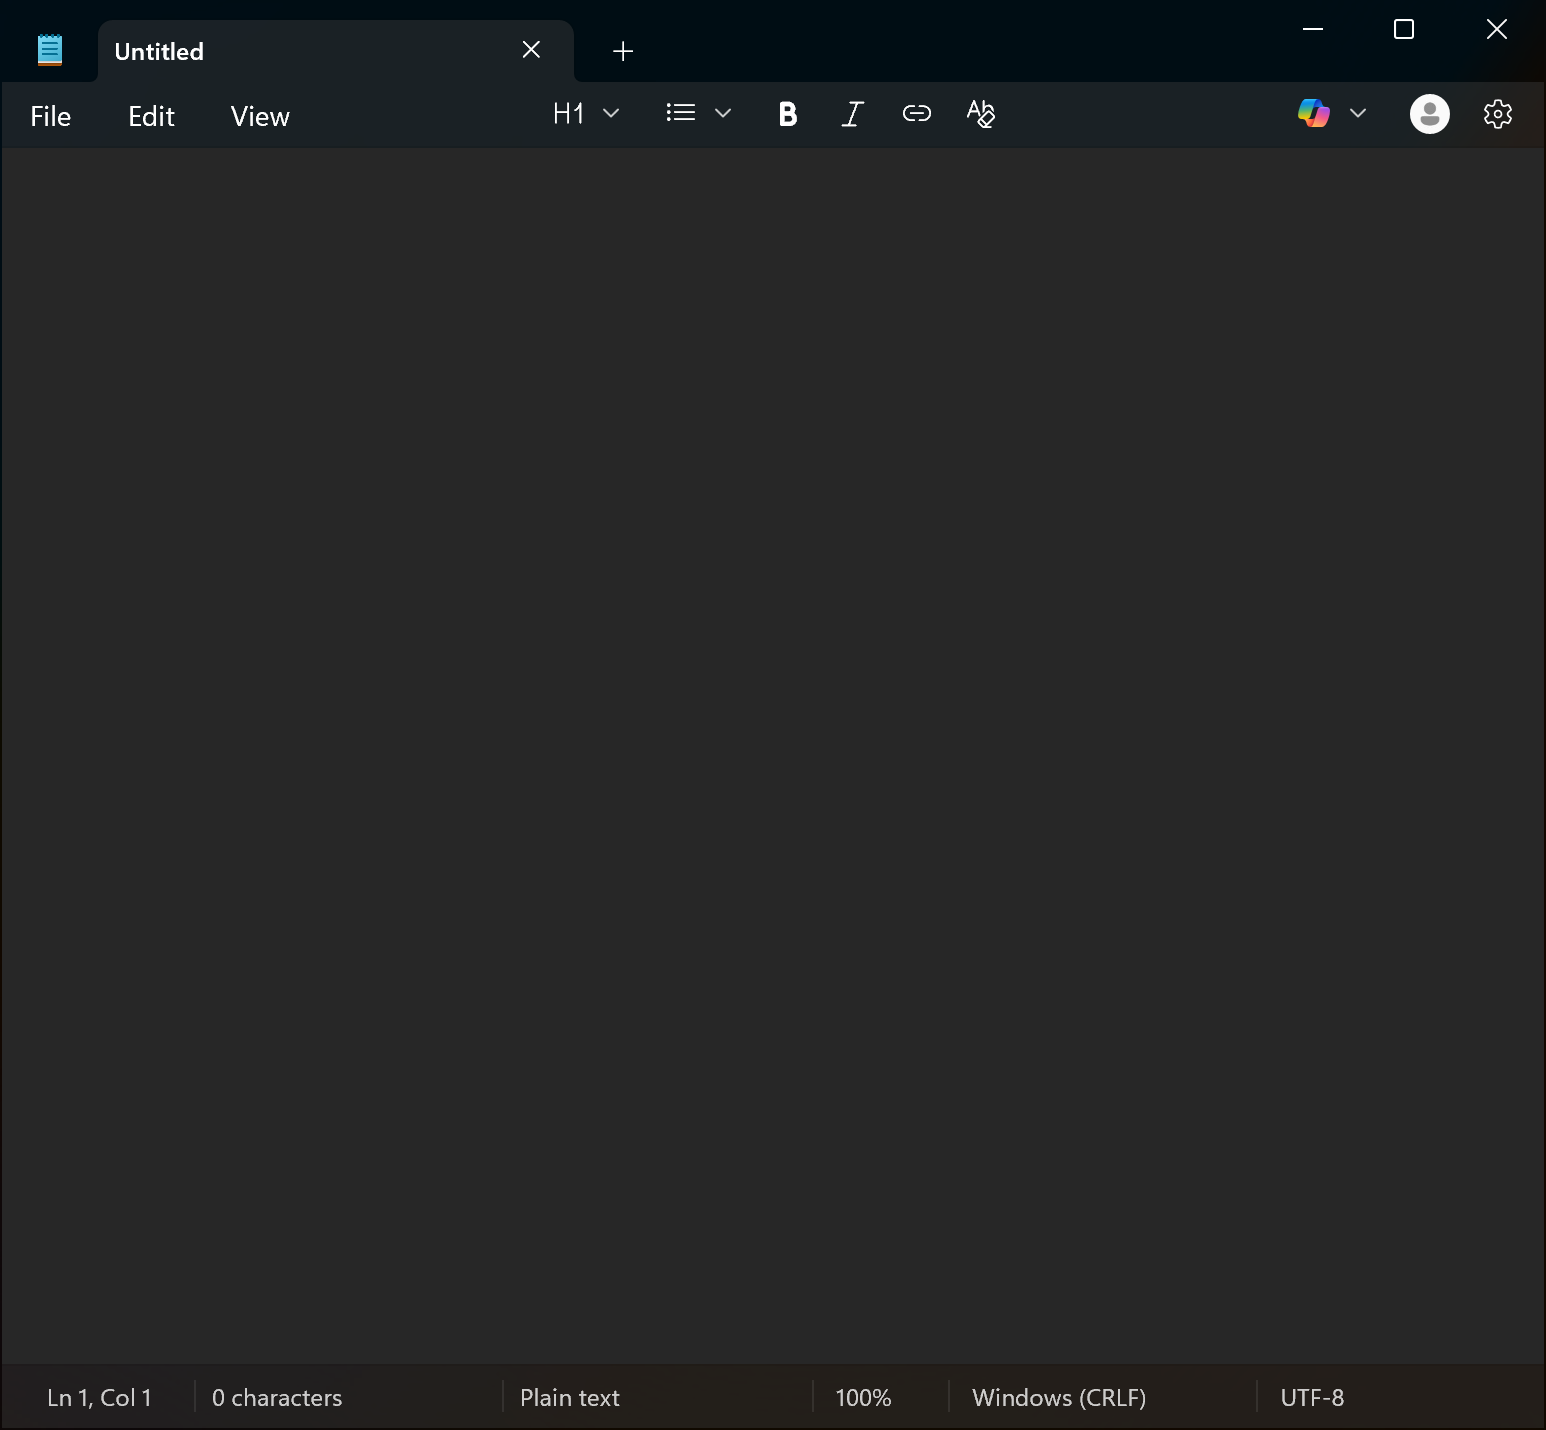 Untitled
File Edit View H1 B I
Ln 1, Col 1 0 characters Plain text 100% Windows (CRLF) UTF-8